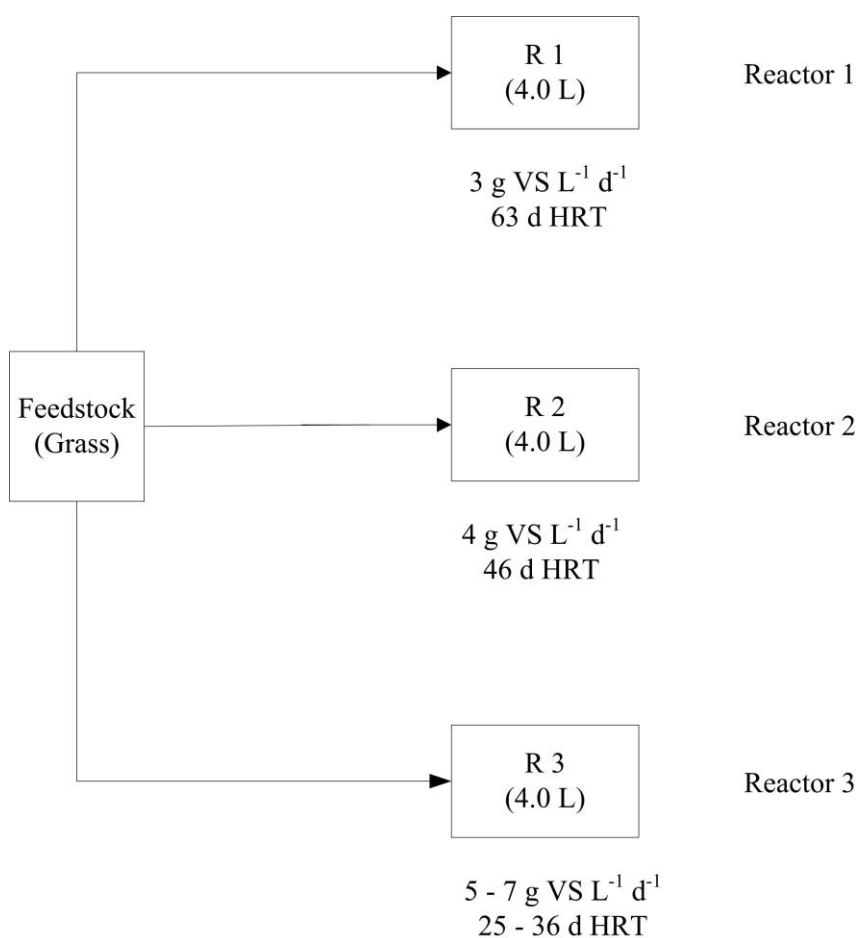 R 1
(4.0 L)
Reactor 1
3 g VS L⁻¹ d⁻¹
63 d HRT
Feedstock
(Grass)
R 2
(4.0 L)
Reactor 2
4 g VS L⁻¹ d⁻¹
46 d HRT
R 3
(4.0 L)
Reactor 3
5 - 7 g VS L⁻¹ d⁻¹
25 - 36 d HRT